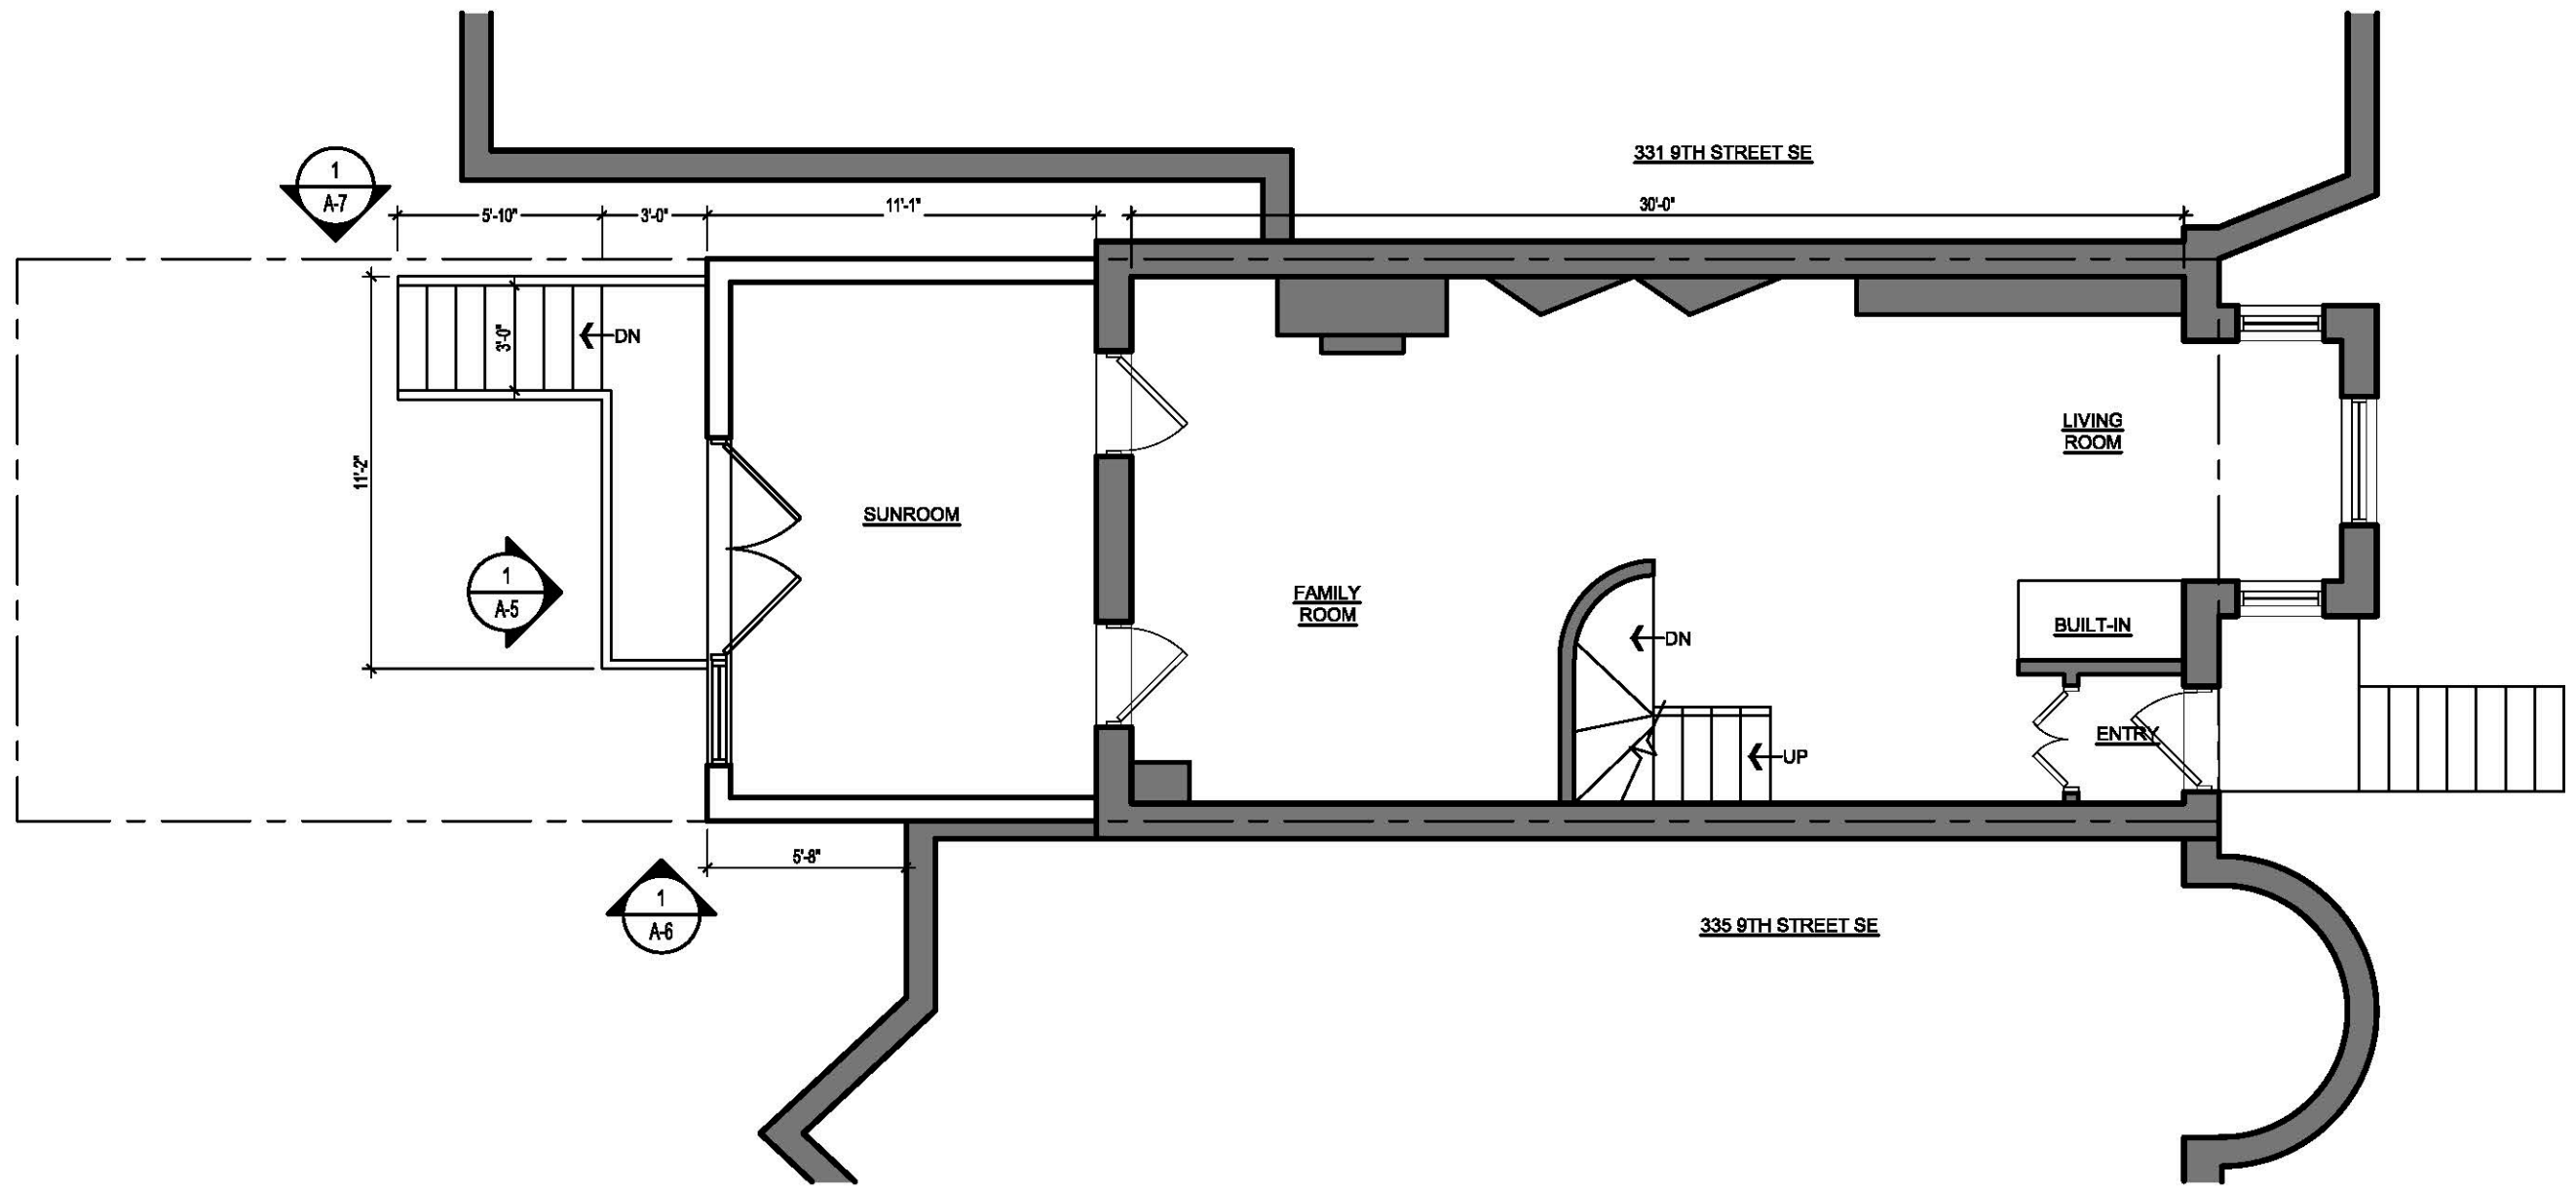 331 9TH STREET SE
1
A-7
5'-10"
3'-0"
11'-1"
30'-0"
3'-0"
DN
11'-2"
LIVING
ROOM
SUNROOM
1
A-5
FAMILY
ROOM
DN
BUILT-IN
ENTRY
UP
5'-8"
1
A-6
335 9TH STREET SE